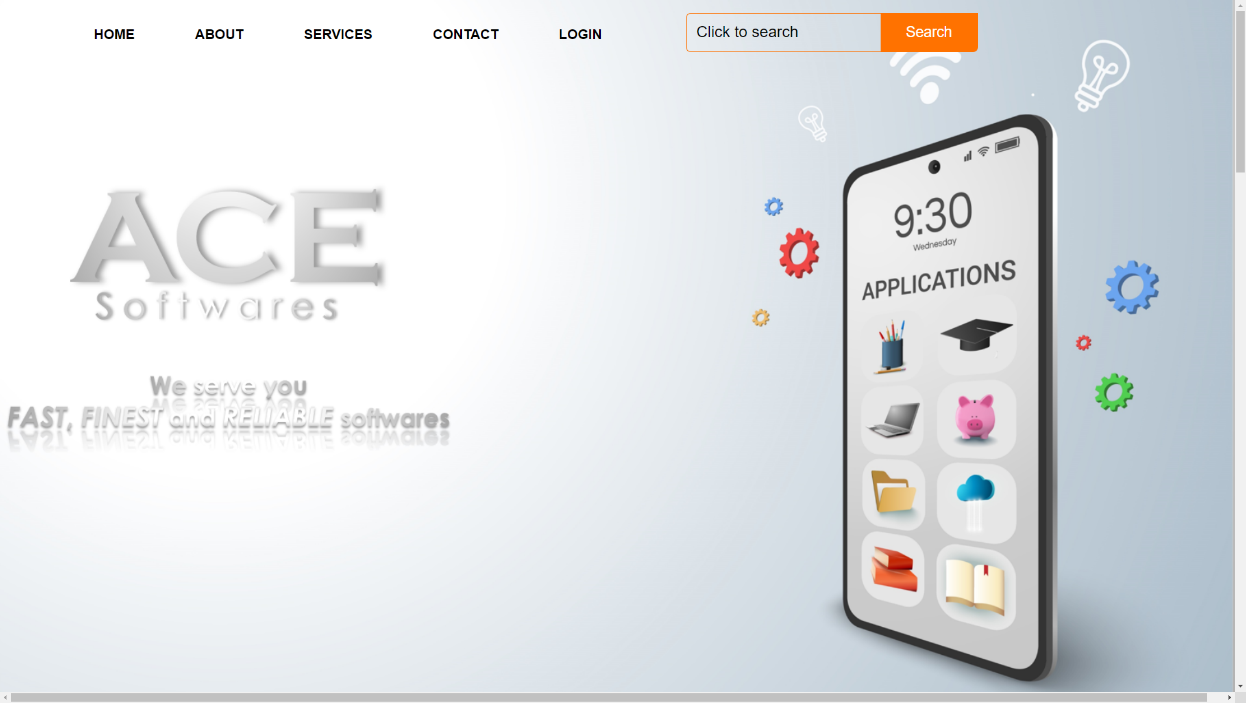 HOME ABOUT SERVICES CONTACT LOGIN Click to search Search
ACE
Softwares
We serve you
FAST, FINEST and RELIABLE softwares
9:30
Wednesday
APPLICATIONS